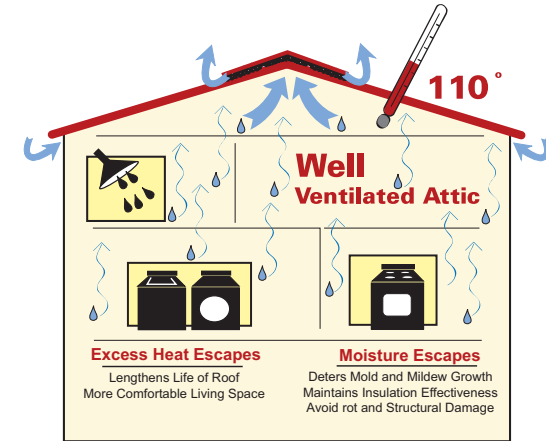 110°
Well
Ventilated Attic
Excess Heat Escapes
Lengthens Life of Roof
More Comfortable Living Space
Moisture Escapes
Deters Mold and Mildew Growth
Maintains Insulation Effectiveness
Avoid rot and Structural Damage